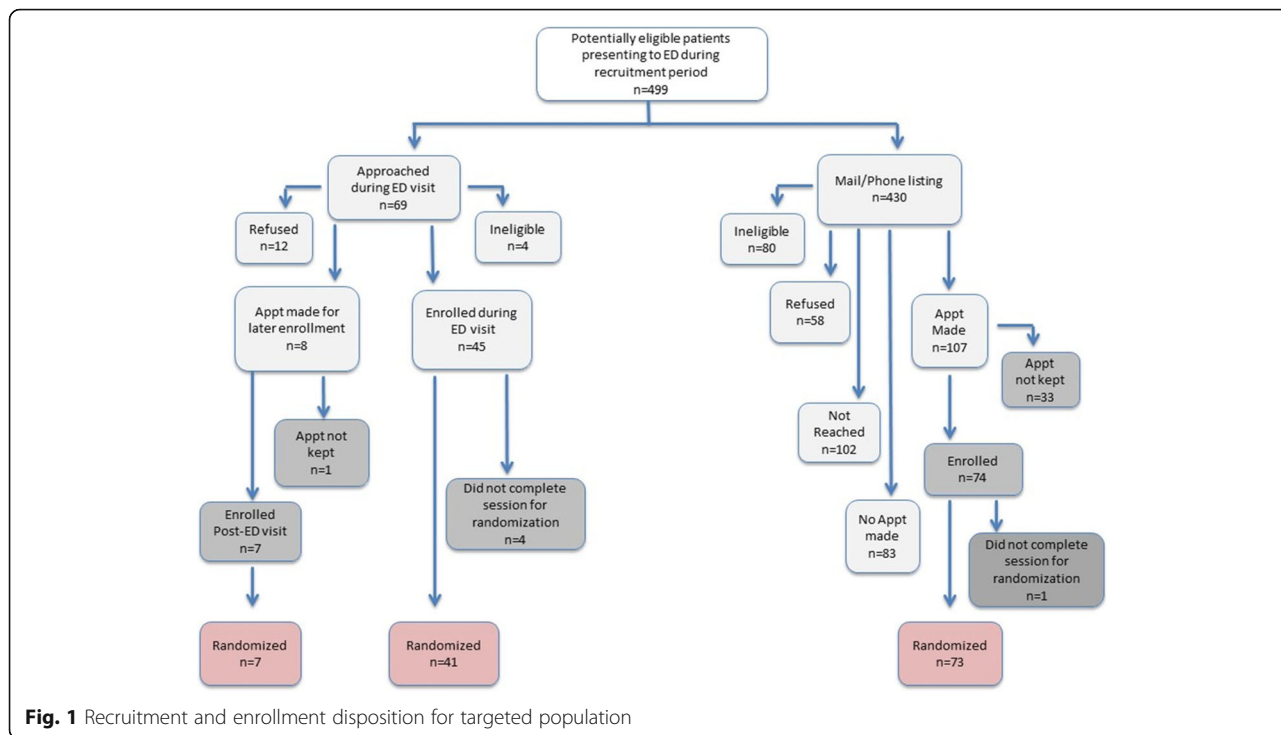 Potentially eligible patients
presenting to ED during
recruitment period
n=499
Approached
during ED visit
n=69
Refused
n=12
Ineligible
n=4
Appt made for
later enrollment
n=8
Enrolled during
ED visit
n=45
Appt not
kept
n=1
Did not complete
session for
randomization
n=4
Enrolled
Post-ED visit
n=7
Randomized
n=7
Randomized
n=41
Mail/Phone listing
n=430
Ineligible
n=80
Refused
n=58
Not
Reached
n=102
No Appt
made
n=83
Appt
Made
n=107
Appt
not kept
n=33
Enrolled
n=74
Did not complete
session for
randomization
n=1
Randomized
n=73
Fig. 1 Recruitment and enrollment disposition for targeted population